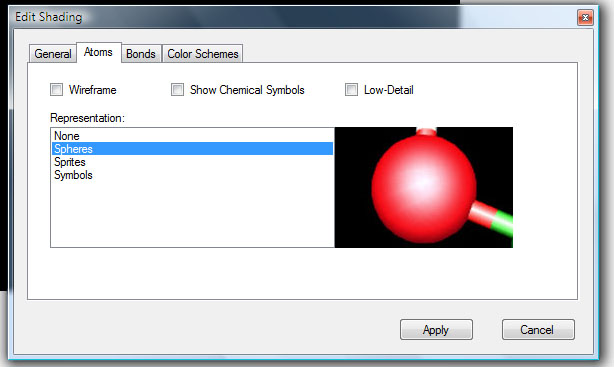 Edit Shading
General Atoms Bonds Color Schemes
Wireframe Show Chemical Symbols Low-Detail
Representation:
None
Spheres
Sprites
Symbols
Apply Cancel